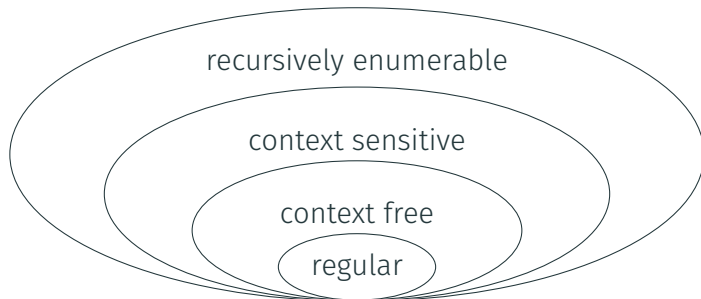 recursively enumerable
context sensitive
context free
regular